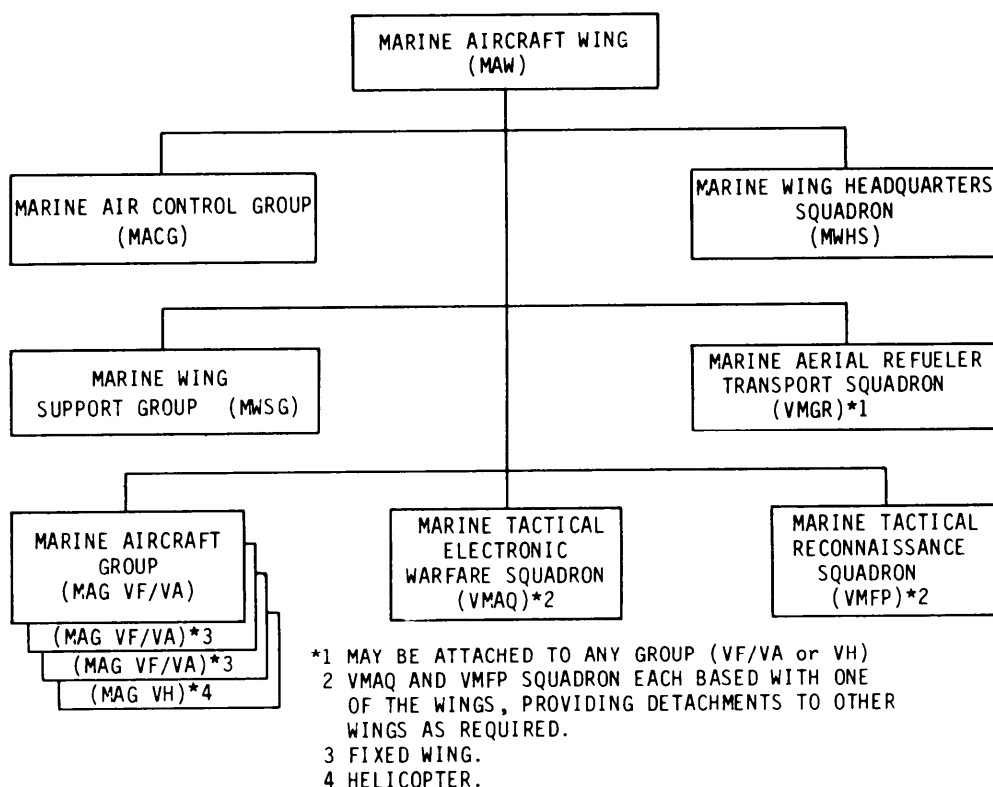 MARINE AIRCRAFT WING
(MAW)
MARINE AIR CONTROL GROUP
(MACG)
MARINE WING HEADQUARTERS
SQUADRON
(MWHS)
MARINE WING
SUPPORT GROUP (MWSG)
MARINE AERIAL REFUELER
TRANSPORT SQUADRON
(VMGR)*1
MARINE AIRCRAFT
GROUP
(MAG VF/VA)
(MAG VF/VA)*3
(MAG VF/VA)*3
(MAG VH)*4
MARINE TACTICAL
ELECTRONIC
WARFARE SQUADRON
(VMAQ)*2
MARINE TACTICAL
RECONNAISSANCE
SQUADRON
(VMFP)*2
*1 MAY BE ATTACHED TO ANY GROUP (VF/VA or VH)
2 VMAQ AND VMFP SQUADRON EACH BASED WITH ONE
OF THE WINGS, PROVIDING DETACHMENTS TO OTHER
WINGS AS REQUIRED.
3 FIXED WING.
4 HELICOPTER.